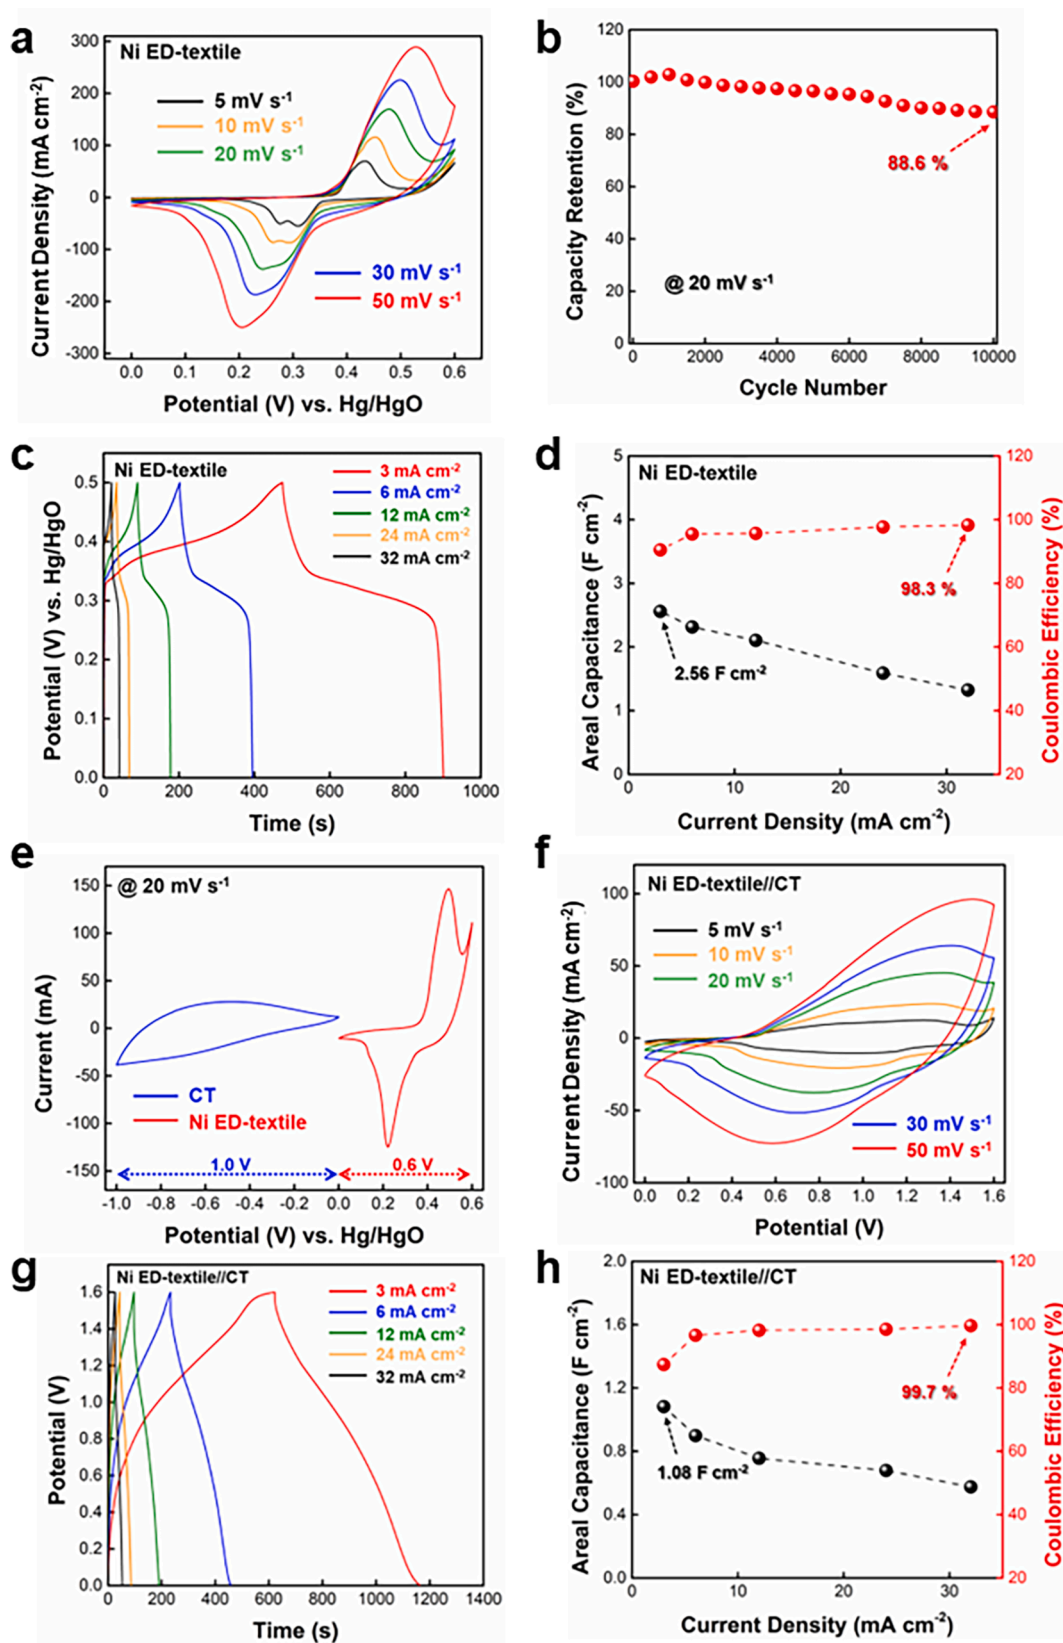 a
Ni ED-textile
5 mV s-1
10 mV s-1
20 mV s-1
30 mV s-1
50 mV s-1
300
200
100
0
-100
-200
-300
0.0 0.1 0.2 0.3 0.4 0.5 0.6
Current Density (mA cm-2)
Potential (V) vs. Hg/HgO
b
120
100
80
60
40
20
0
88.6 %
@ 20 mV s-1
0 2000 4000 6000 8000 10000
Capacity Retention (%)
Cycle Number
c
Ni ED-textile
3 mA cm-2
6 mA cm-2
12 mA cm-2
24 mA cm-2
32 mA cm-2
0.5
0.4
0.3
0.2
0.1
0.0
0 200 400 600 800 1000
Potential (V) vs. Hg/HgO
Time (s)
d
Ni ED-textile
5
4
3
2
1
0
120
100
80
60
40
20
98.3 %
2.56 F cm-2
0 10 20 30
Areal Capacitance (F cm-2)
Coulombic Efficiency (%)
Current Density (mA cm-2)
e
@ 20 mV s-1
150
100
50
0
-50
-100
-150
CT
Ni ED-textile
1.0 V
0.6 V
-1.0 -0.8 -0.6 -0.4 -0.2 0.0 0.2 0.4 0.6
Current (mA)
Potential (V) vs. Hg/HgO
f
Ni ED-textile//CT
5 mV s-1
10 mV s-1
20 mV s-1
30 mV s-1
50 mV s-1
100
50
0
-50
-100
0.0 0.2 0.4 0.6 0.8 1.0 1.2 1.4 1.6
Current Density (mA cm-2)
Potential (V)
g
Ni ED-textile//CT
3 mA cm-2
6 mA cm-2
12 mA cm-2
24 mA cm-2
32 mA cm-2
1.6
1.4
1.2
1.0
0.8
0.6
0.4
0.2
0.0
0 200 400 600 800 1000 1200 1400
Potential (V)
Time (s)
h
Ni ED-textile//CT
2.0
1.6
1.2
0.8
0.4
0.0
120
100
80
60
40
20
99.7 %
1.08 F cm-2
0 10 20 30
Areal Capacitance (F cm-2)
Coulombic Efficiency (%)
Current Density (mA cm-2)